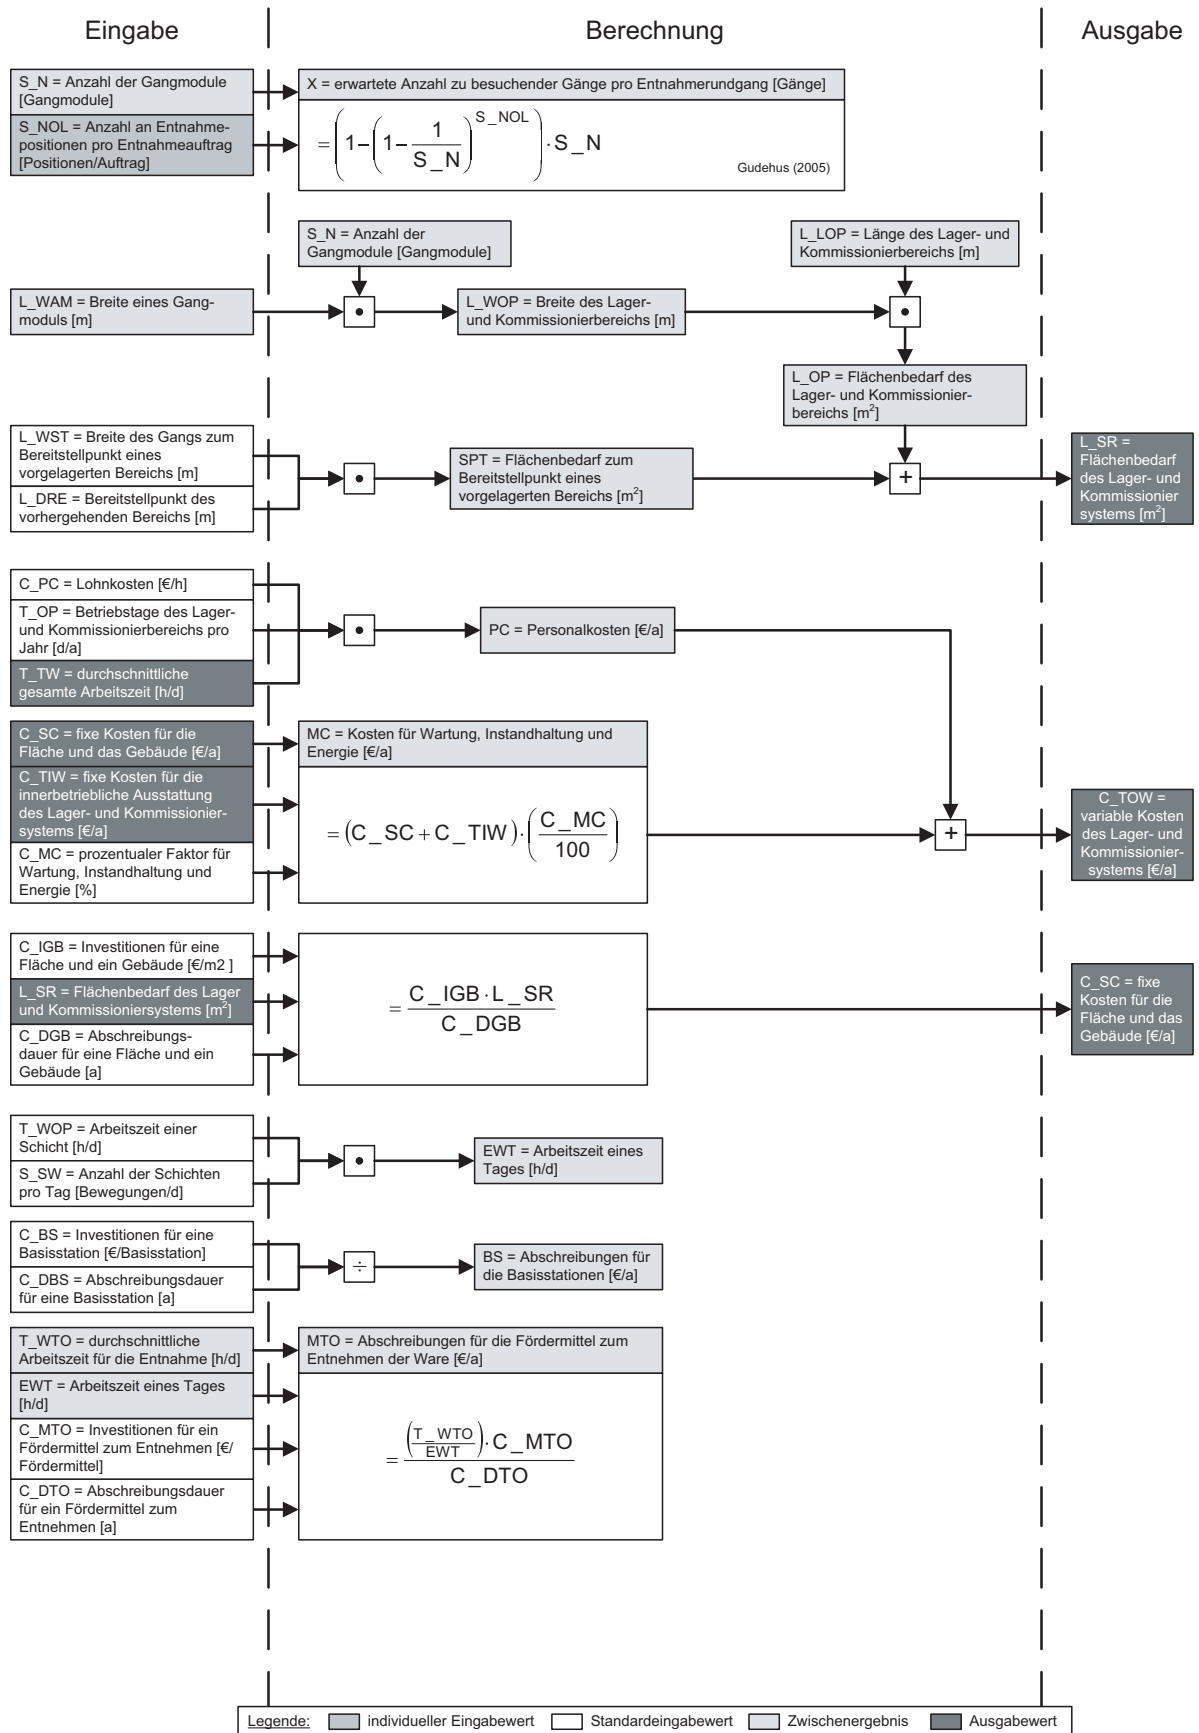 Eingabe
Berechnung
Ausgabe
S_N = Anzahl der Gangmodule
[Gangmodule]
S_NOL = Anzahl an Entnahme-
positionen pro Entnahmeauftrag
[Positionen/Auftrag]
X = erwartete Anzahl zu besuchender Gänge pro Entnahmerundgang [Gänge]
= (1 − (1 − 1/S_N)^S_NOL) · S_N
Gudehus (2005)
S_N = Anzahl der
Gangmodule [Gangmodule]
L_LOP = Länge des Lager- und
Kommissionierbereichs [m]
L_WAM = Breite eines Gang-
moduls [m]
•
L_WOP = Breite des Lager-
und Kommissionierbereichs [m]
•
L_OP = Flächenbedarf des
Lager- und Kommissionier-
bereichs [m²]
L_WST = Breite des Gangs zum
Bereitstellpunkt eines
vorgelagerten Bereichs [m]
L_DRE = Bereitstellpunkt des
vorhergehenden Bereichs [m]
•
SPT = Flächenbedarf zum
Bereitstellpunkt eines
vorgelagerten Bereichs [m²]
+
L_SR =
Flächenbedarf
des Lager- und
Kommissionier
systems [m²]
C_PC = Lohnkosten [€/h]
T_OP = Betriebstage des Lager-
und Kommissionierbereichs pro
Jahr [d/a]
T_TW = durchschnittliche
gesamte Arbeitszeit [h/d]
•
PC = Personalkosten [€/a]
C_SC = fixe Kosten für die
Fläche und das Gebäude [€/a]
C_TIW = fixe Kosten für die
innerbetriebliche Ausstattung
des Lager- und Kommissionier-
systems [€/a]
C_MC = prozentualer Faktor für
Wartung, Instandhaltung und
Energie [%]
MC = Kosten für Wartung, Instandhaltung und
Energie [€/a]
= (C_SC + C_TIW) · (C_MC/100)
+
C_TOW =
variable Kosten
des Lager- und
Kommissionier-
systems [€/a]
C_IGB = Investitionen für eine
Fläche und ein Gebäude [€/m2 ]
L_SR = Flächenbedarf des Lager
und Kommissioniersystems [m²]
C_DGB = Abschreibungs-
dauer für eine Fläche und ein
Gebäude [a]
= C_IGB · L_SR / C_DGB
C_SC = fixe
Kosten für die
Fläche und das
Gebäude [€/a]
T_WOP = Arbeitszeit einer
Schicht [h/d]
S_SW = Anzahl der Schichten
pro Tag [Bewegungen/d]
•
EWT = Arbeitszeit eines
Tages [h/d]
C_BS = Investitionen für eine
Basisstation [€/Basisstation]
C_DBS = Abschreibungsdauer
für eine Basisstation [a]
÷
BS = Abschreibungen für
die Basisstationen [€/a]
T_WTO = durchschnittliche
Arbeitszeit für die Entnahme [h/d]
EWT = Arbeitszeit eines Tages
[h/d]
C_MTO = Investitionen für ein
Fördermittel zum Entnehmen [€/
Fördermittel]
C_DTO = Abschreibungsdauer
für ein Fördermittel zum
Entnehmen [a]
MTO = Abschreibungen für die Fördermittel zum
Entnehmen der Ware [€/a]
= (T_WTO/EWT) · C_MTO / C_DTO
Legende: individueller Eingabewert Standardeingabewert Zwischenergebnis Ausgabewert